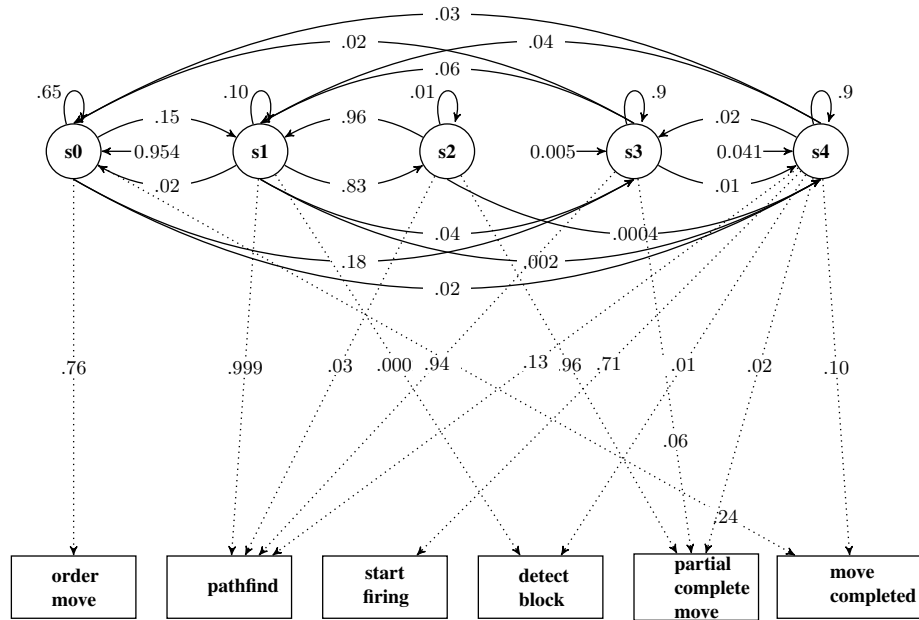 .03
.02
.04
.06
.65
.10
.01
.9
.9
.15
.96
.02
s0
0.954
s1
s2
0.005
s3
0.041
s4
.02
.83
.01
.04
.0004
.18
.002
.02
.76
.999
.03
.000
.94
.13
.96
.71
.01
.02
.10
.06
.24
order
move
pathfind
start
firing
detect
block
partial
complete
move
move
completed